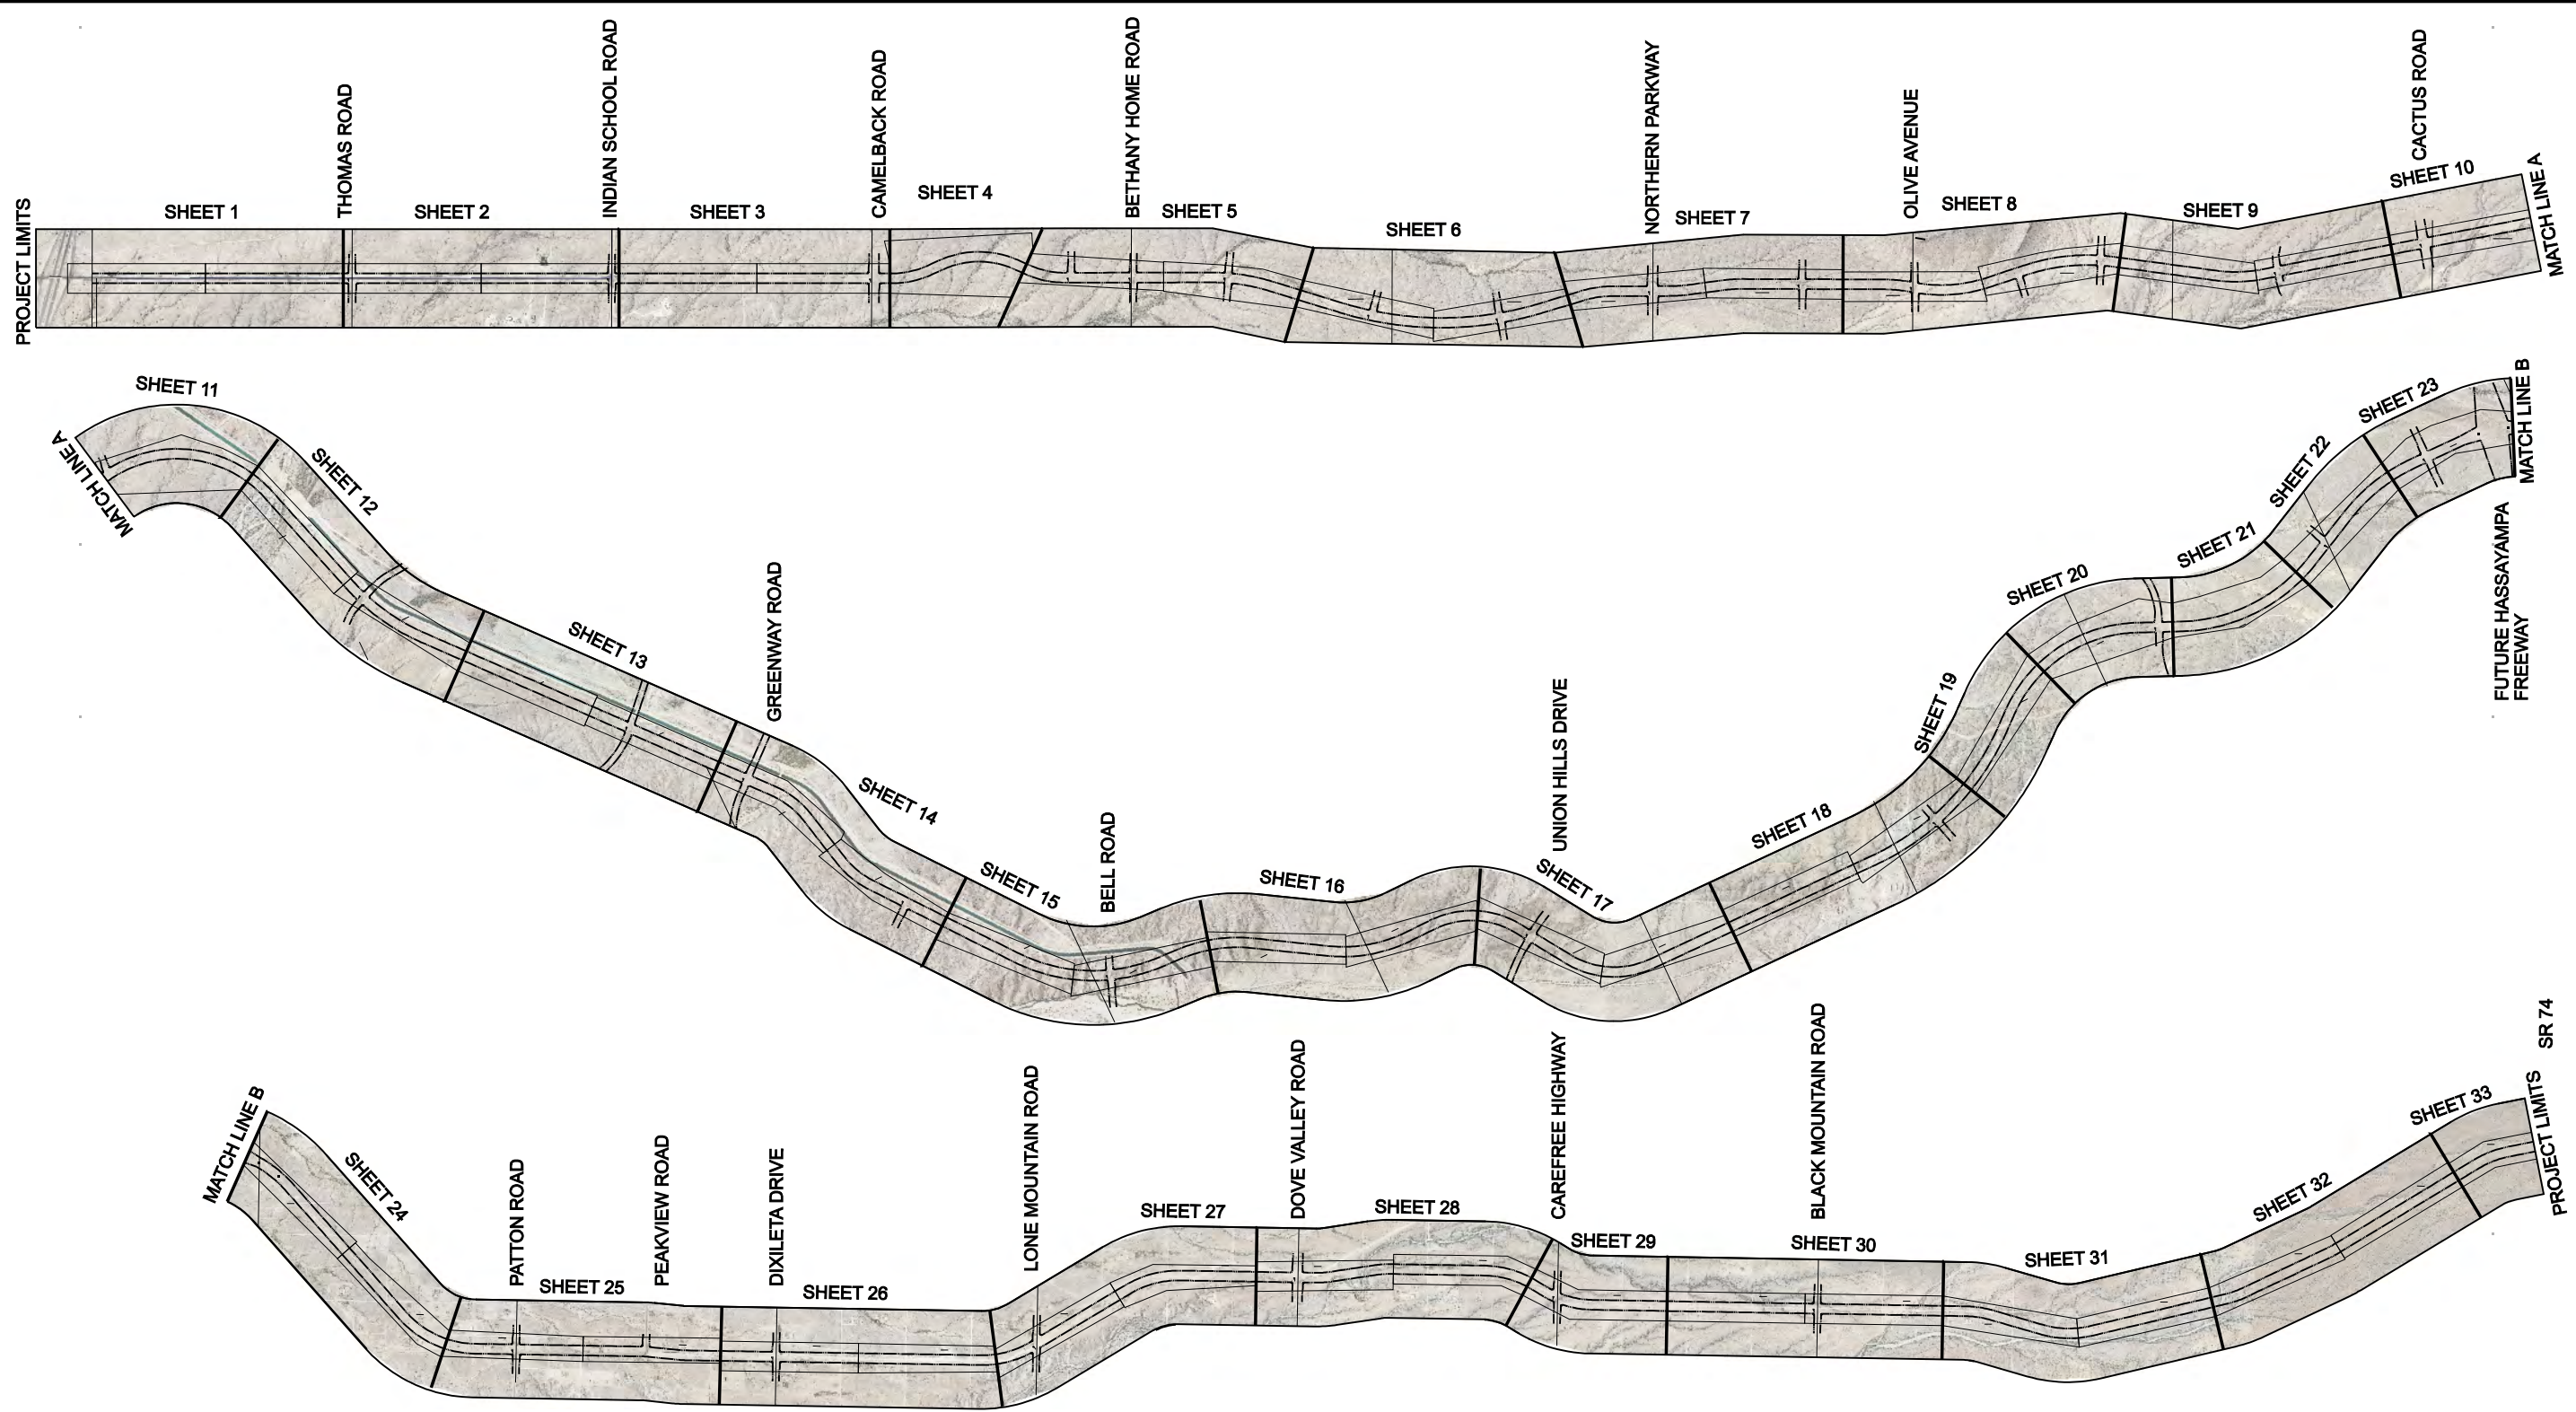 PROJECT LIMITS
SHEET 1
THOMAS ROAD
SHEET 2
INDIAN SCHOOL ROAD
SHEET 3
CAMELBACK ROAD
SHEET 4
BETHANY HOME ROAD
SHEET 5
SHEET 6
NORTHERN PARKWAY
SHEET 7
OLIVE AVENUE
SHEET 8
SHEET 9
CACTUS ROAD
SHEET 10
MATCH LINE A
MATCH LINE A
SHEET 11
SHEET 12
SHEET 13
GREENWAY ROAD
SHEET 14
SHEET 15
BELL ROAD
SHEET 16
UNION HILLS DRIVE
SHEET 17
SHEET 18
SHEET 19
SHEET 20
SHEET 21
SHEET 22
SHEET 23
MATCH LINE B
FUTURE HASSAYAMPA
FREEWAY
MATCH LINE B
SHEET 24
PATTON ROAD
SHEET 25
PEAKVIEW ROAD
DIXILETA DRIVE
SHEET 26
LONE MOUNTAIN ROAD
SHEET 27
DOVE VALLEY ROAD
SHEET 28
CAREFREE HIGHWAY
SHEET 29
BLACK MOUNTAIN ROAD
SHEET 30
SHEET 31
SHEET 32
SHEET 33
PROJECT LIMITS
SR 74